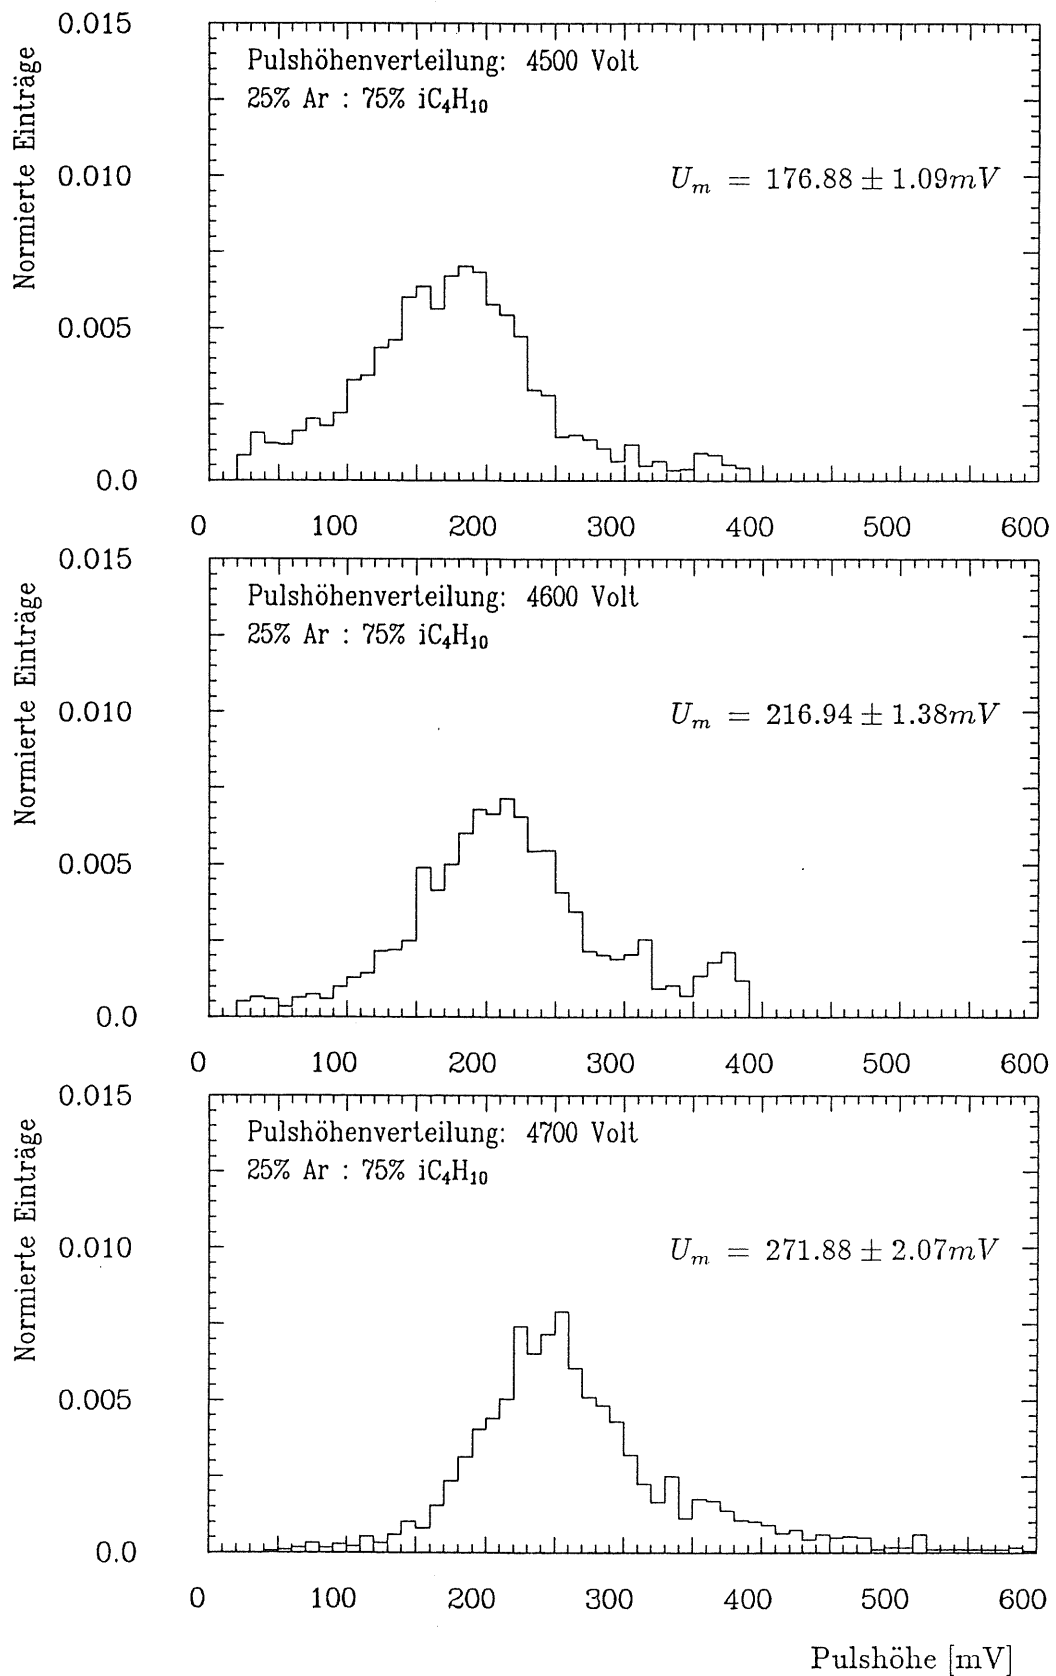 0.015
Pulshöhenverteilung: 4500 Volt
25% Ar : 75% iC₄H₁₀
Normierte Einträge
0.010
U_m = 176.88 ± 1.09mV
0.005
0.0
0 100 200 300 400 500 600
0.015
Pulshöhenverteilung: 4600 Volt
25% Ar : 75% iC₄H₁₀
Normierte Einträge
0.010
U_m = 216.94 ± 1.38mV
0.005
0.0
0 100 200 300 400 500 600
0.015
Pulshöhenverteilung: 4700 Volt
25% Ar : 75% iC₄H₁₀
Normierte Einträge
0.010
U_m = 271.88 ± 2.07mV
0.005
0.0
0 100 200 300 400 500 600
Pulshöhe [mV]